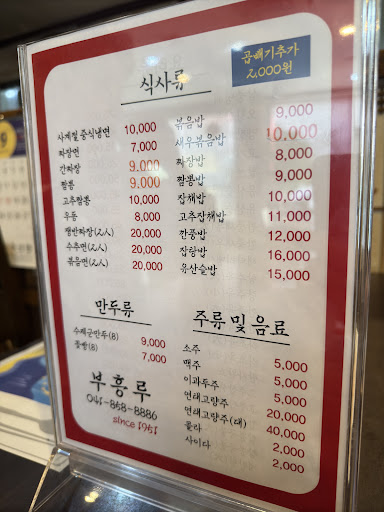 곱빼기추가
2,000원
식사류
사계절 중식냉면 10,000
짜장면 7,000
간짜장 9,000
짬뽕 9,000
고추짬뽕 10,000
우동 8,000
쟁반짜장(2人) 20,000
수추면(2人) 20,000
볶음면(2人) 20,000
볶음밥 9,000
새우볶음밥 10,000
짜장밥 8,000
짬뽕밥 9,000
잡채밥 10,000
고추잡채밥 11,000
깐풍밥 12,000
잡탕밥 16,000
유산슬밥 15,000
만두류
수제군만두(8) 9,000
꽃빵(8) 7,000
부흥루
041-858-8886
since 1951
주류 및 음료
소주 5,000
맥주 5,000
이과두주 5,000
연태고량주 20,000
연태고량주(대) 40,000
콜라 2,000
사이다 2,000